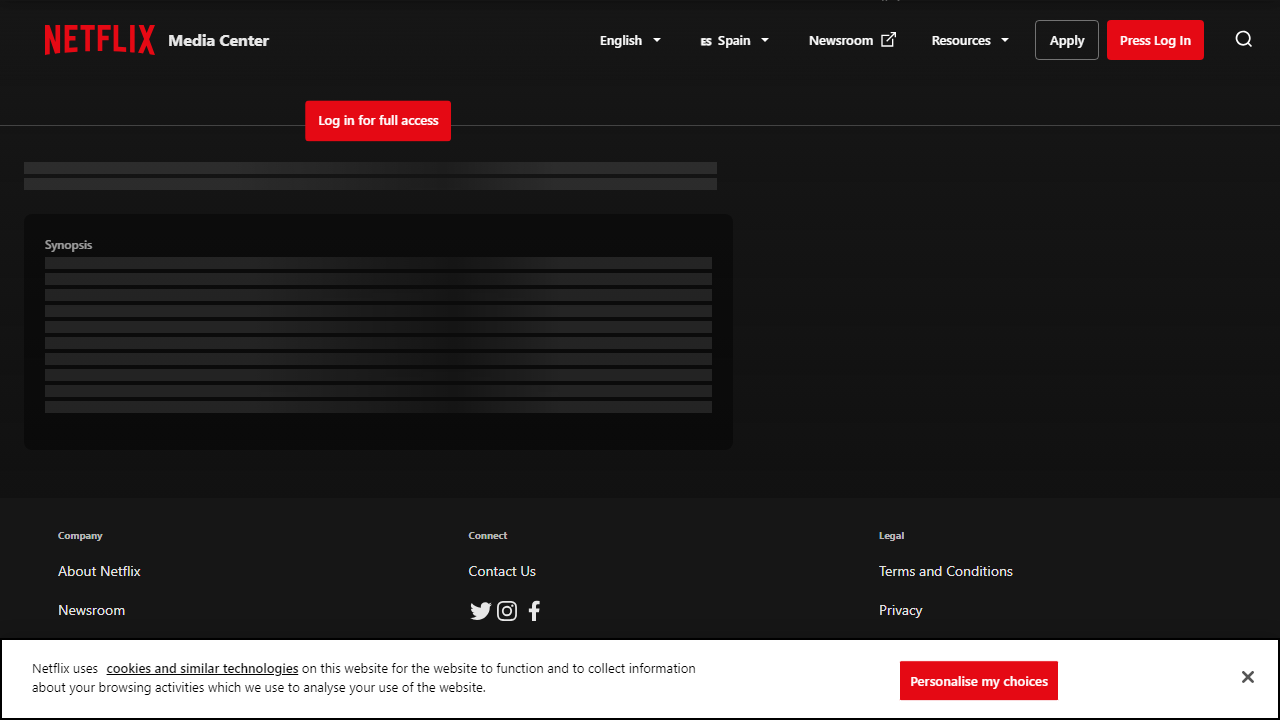 NETFLIX Media Center
English
ES Spain
Newsroom
Resources
Apply
Press Log In
Log in for full access
Synopsis
Company
About Netflix
Newsroom
Connect
Contact Us
Legal
Terms and Conditions
Privacy
Netflix uses cookies and similar technologies on this website for the website to function and to collect information
about your browsing activities which we use to analyse your use of the website.
Personalise my choices